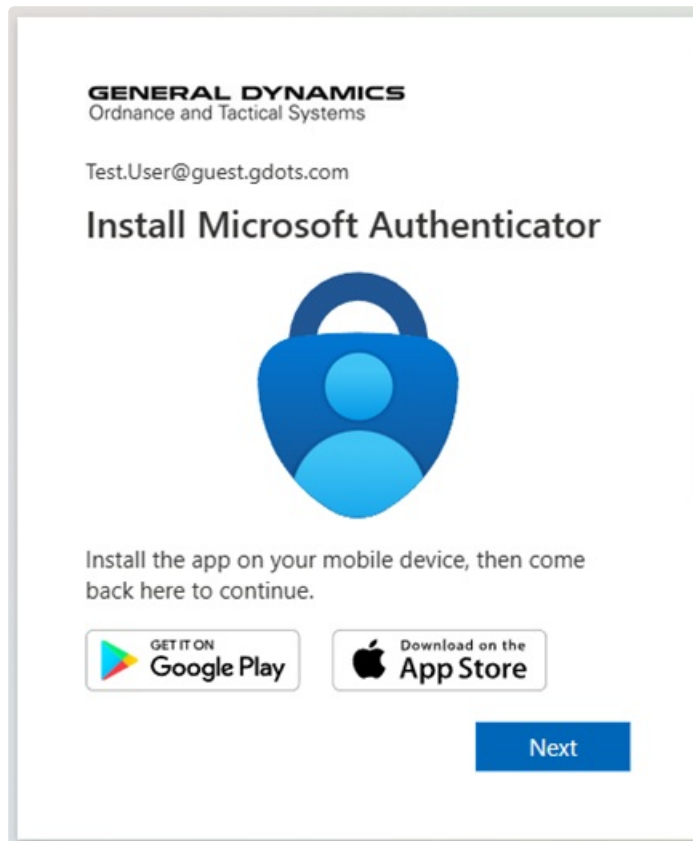 GENERAL DYNAMICS
Ordnance and Tactical Systems
Test.User@guest.gdots.com
Install Microsoft Authenticator
Install the app on your mobile device, then come
back here to continue.
GET IT ON
Google Play
Download on the
App Store
Next